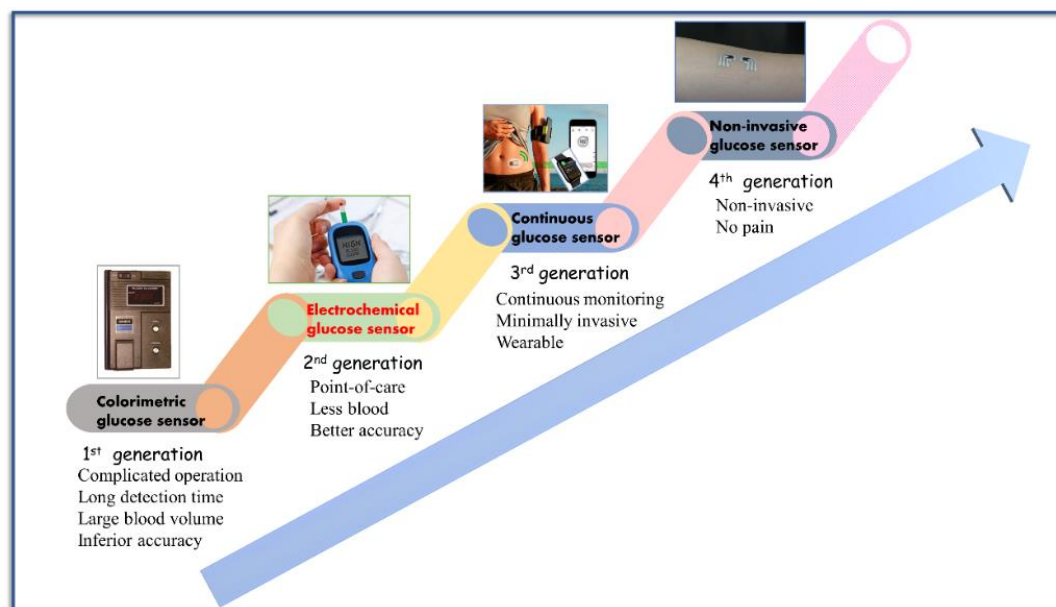 Colorimetric
glucose sensor
1st generation
Complicated operation
Long detection time
Large blood volume
Inferior accuracy
HIGH
Electrochemical
glucose sensor
2nd generation
Point-of-care
Less blood
Better accuracy
Continuous
glucose sensor
3rd generation
Continuous monitoring
Minimally invasive
Wearable
Non-invasive
glucose sensor
4th generation
Non-invasive
No pain